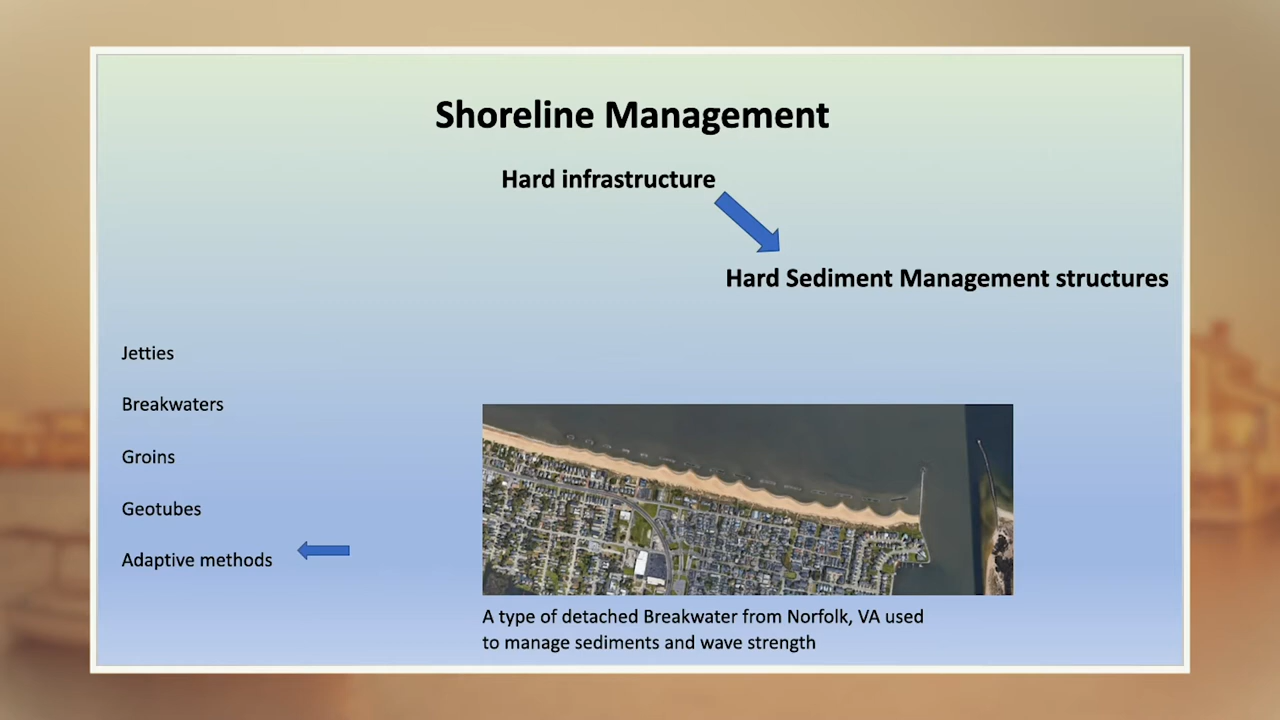 Shoreline Management
Hard infrastructure
Hard Sediment Management structures
Jetties
Breakwaters
Groins
Geotubes
Adaptive methods
A type of detached Breakwater from Norfolk, VA used
to manage sediments and wave strength